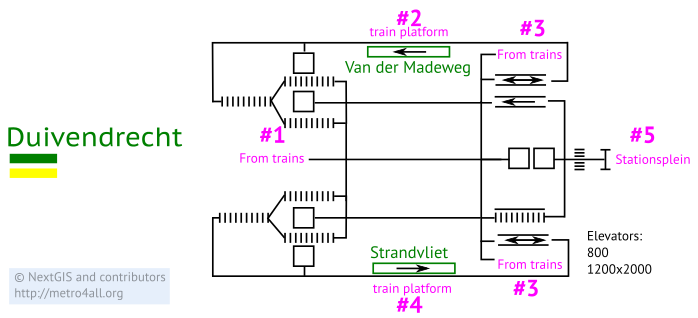 #2
train platform
#3
From trains
Van der Madeweg
Duivendrecht
#1
From trains
#5
Stationsplein
Strandvliet
From trains
#3
train platform
#4
Elevators:
800
1200x2000
© NextGIS and contributors
http://metro4all.org